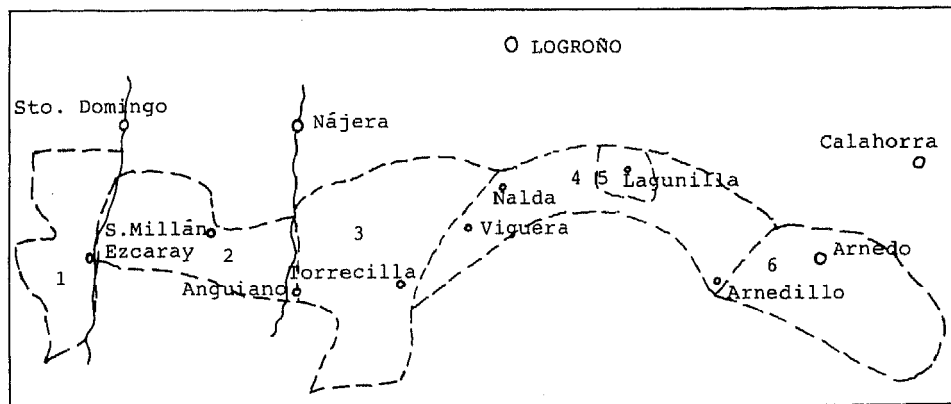 LOGROÑO
Sto. Domingo
Nájera
Calahorra
4
5
Lagunilla
Nalda
S.Millán
2
3
Viguera
Ezcaray
1
6
Arnedo
Torrecilla
Anguiano
Arnedillo